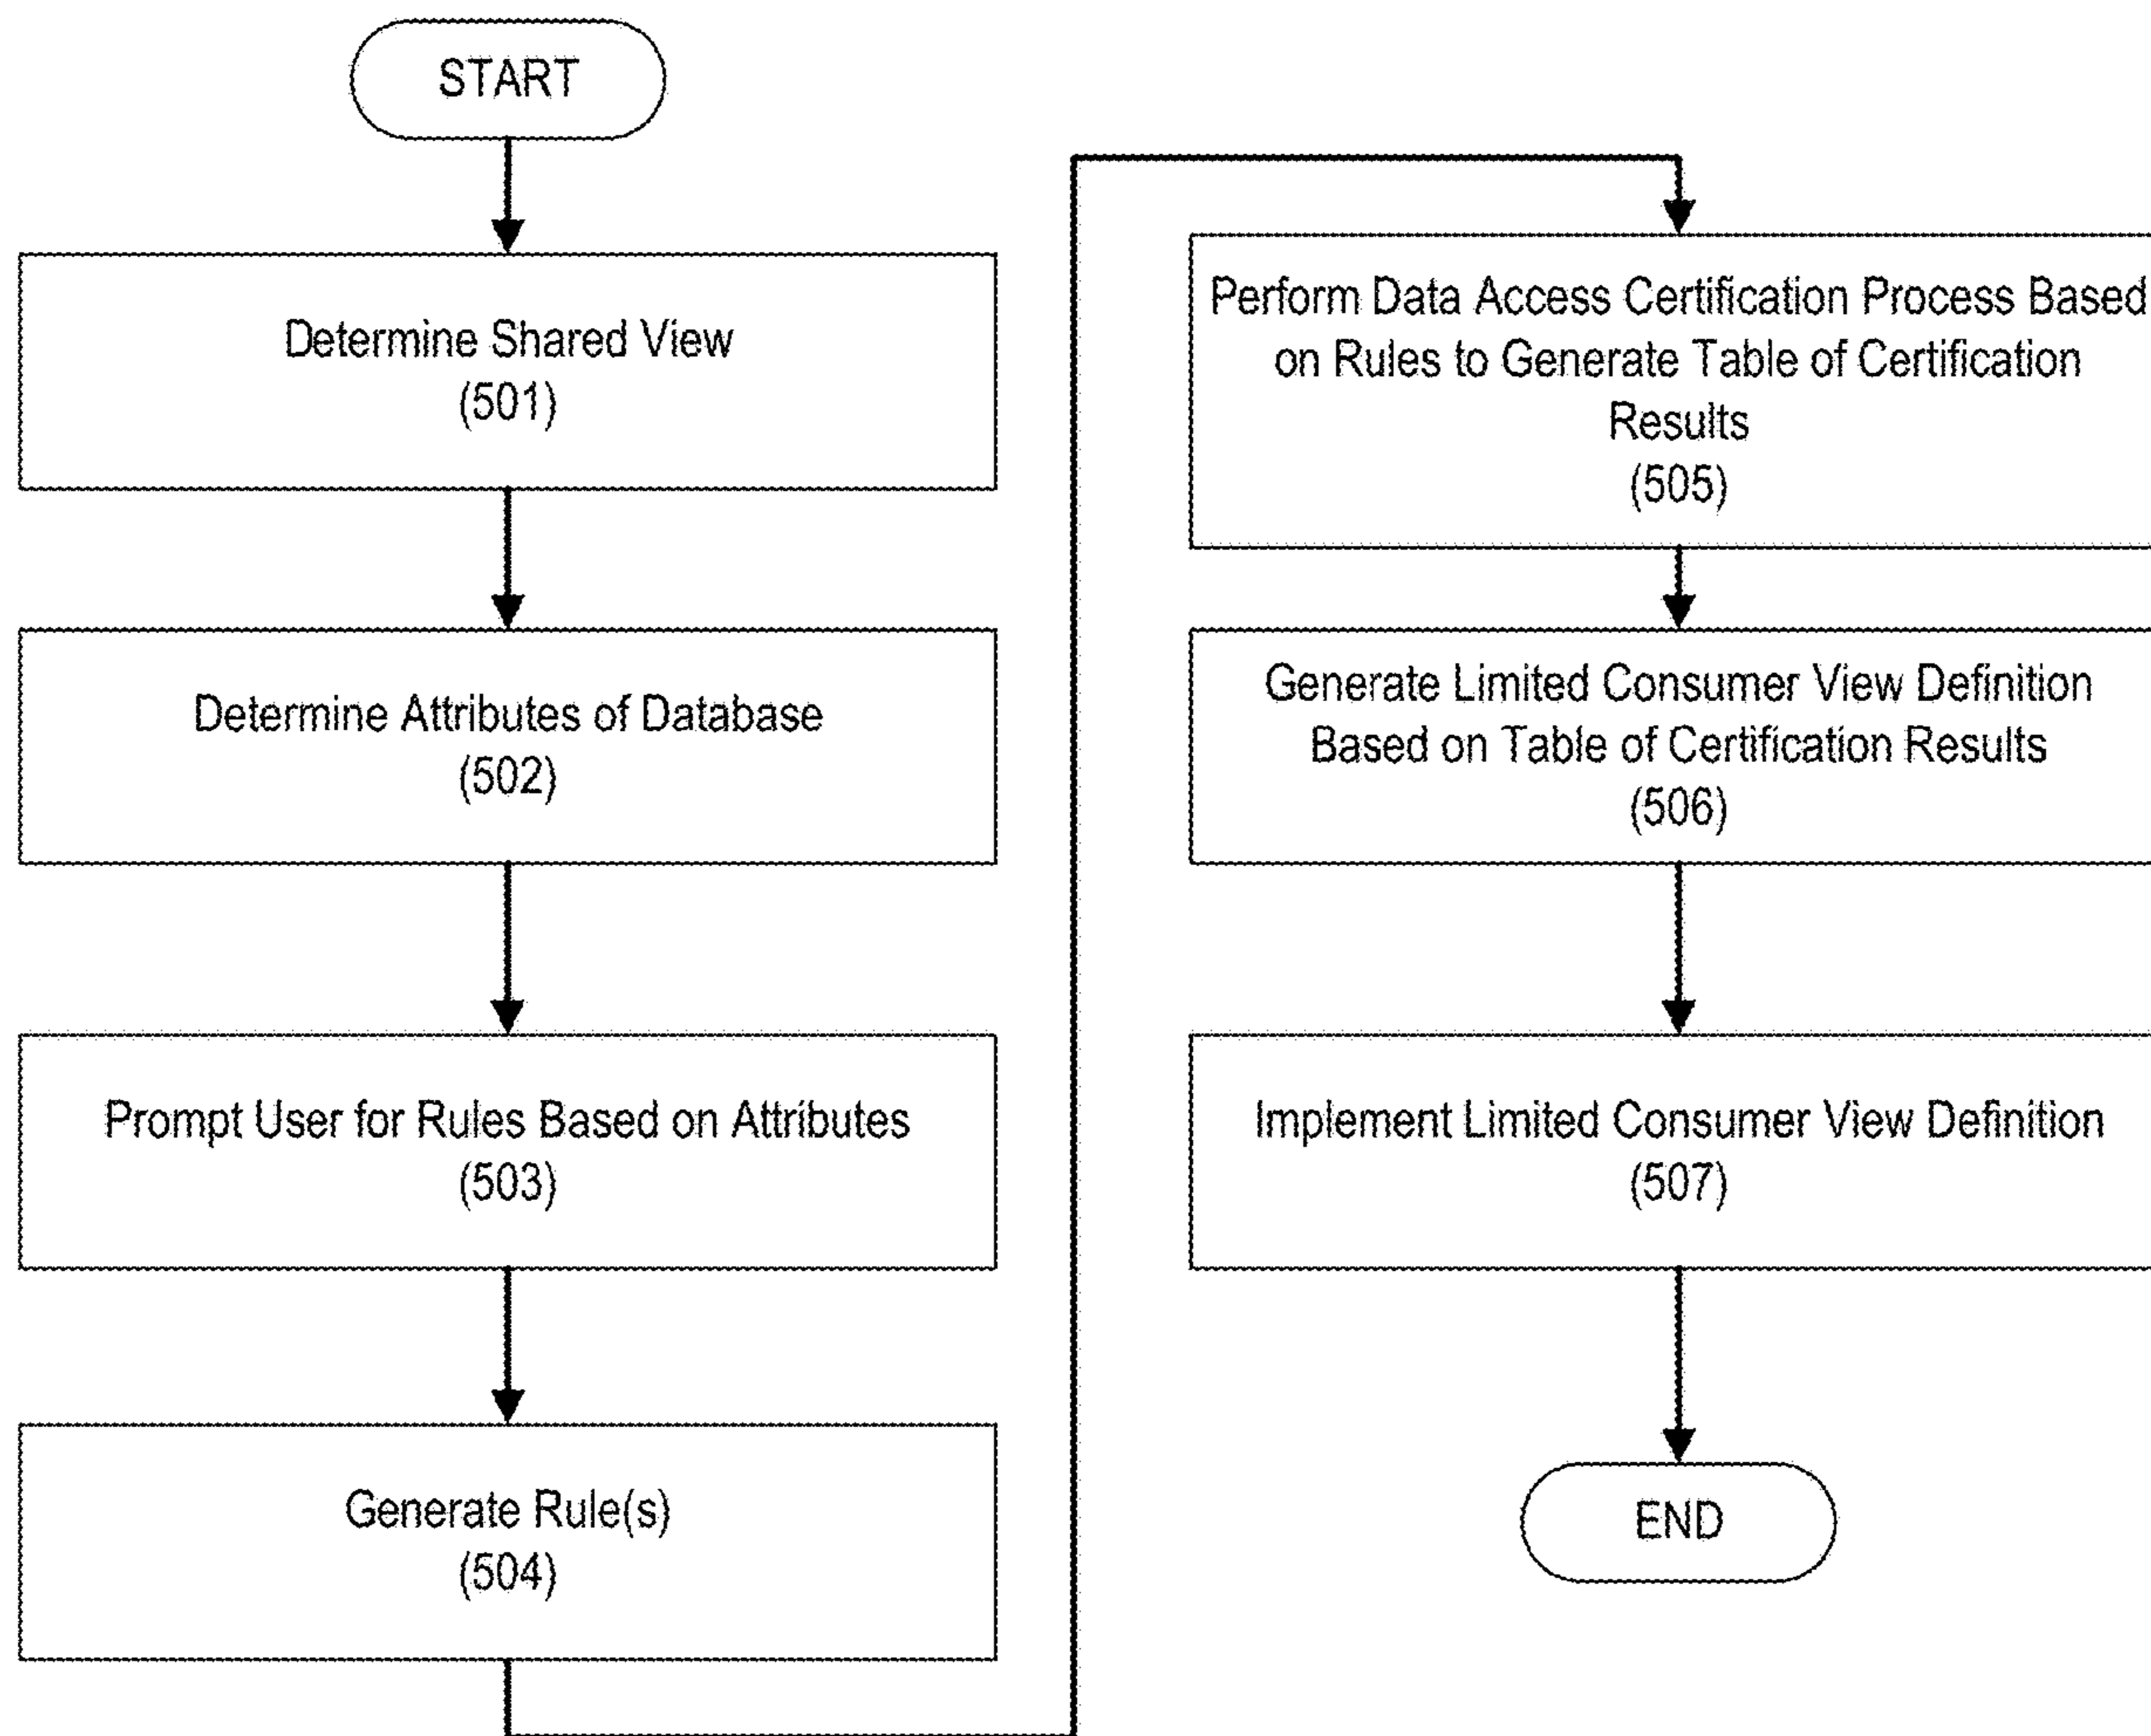 START
Determine Shared View
(501)
Determine Attributes of Database
(502)
Prompt User for Rules Based on Attributes
(503)
Generate Rule(s)
(504)
Perform Data Access Certification Process Based
on Rules to Generate Table of Certification
Results
(505)
Generate Limited Consumer View Definition
Based on Table of Certification Results
(506)
Implement Limited Consumer View Definition
(507)
END